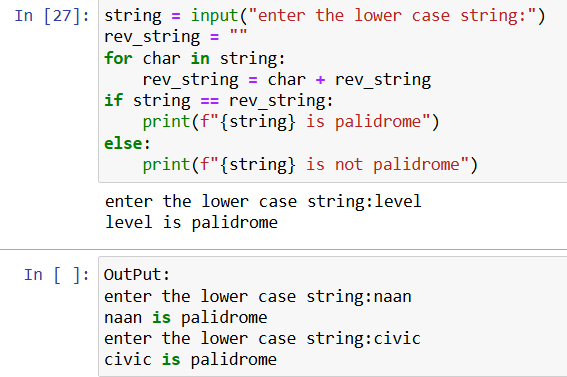 In [27]: string = input("enter the lower case string:")
rev_string = ""
for char in string:
    rev_string = char + rev_string
if string == rev_string:
    print(f"{string} is palidrome")
else:
    print(f"{string} is not palidrome")
enter the lower case string:level
level is palidrome
In [ ]: OutPut:
enter the lower case string:naan
naan is palidrome
enter the lower case string:civic
civic is palidrome